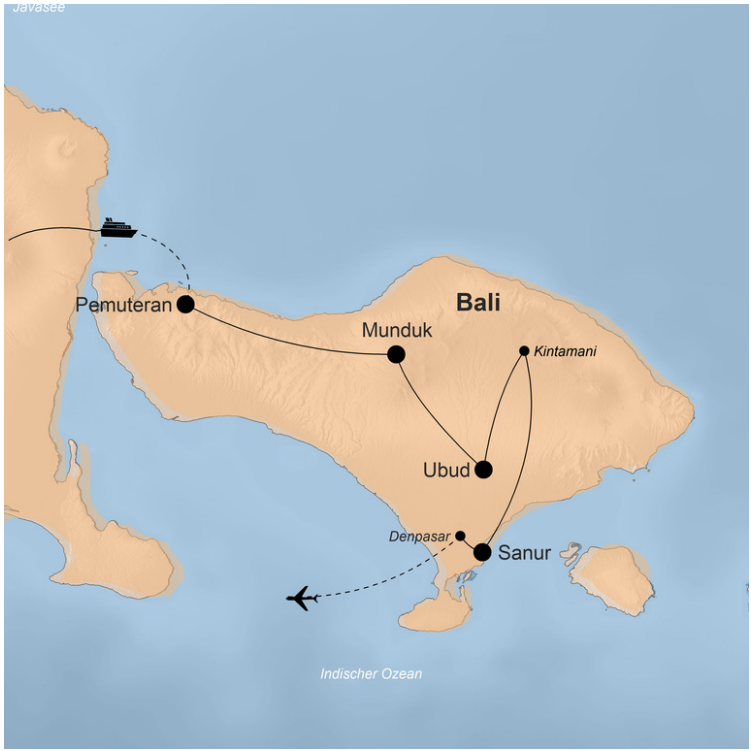 Javasee
Bali
Pemuteran
Munduk
Kintamani
Ubud
Denpasar
Sanur
Indischer Ozean